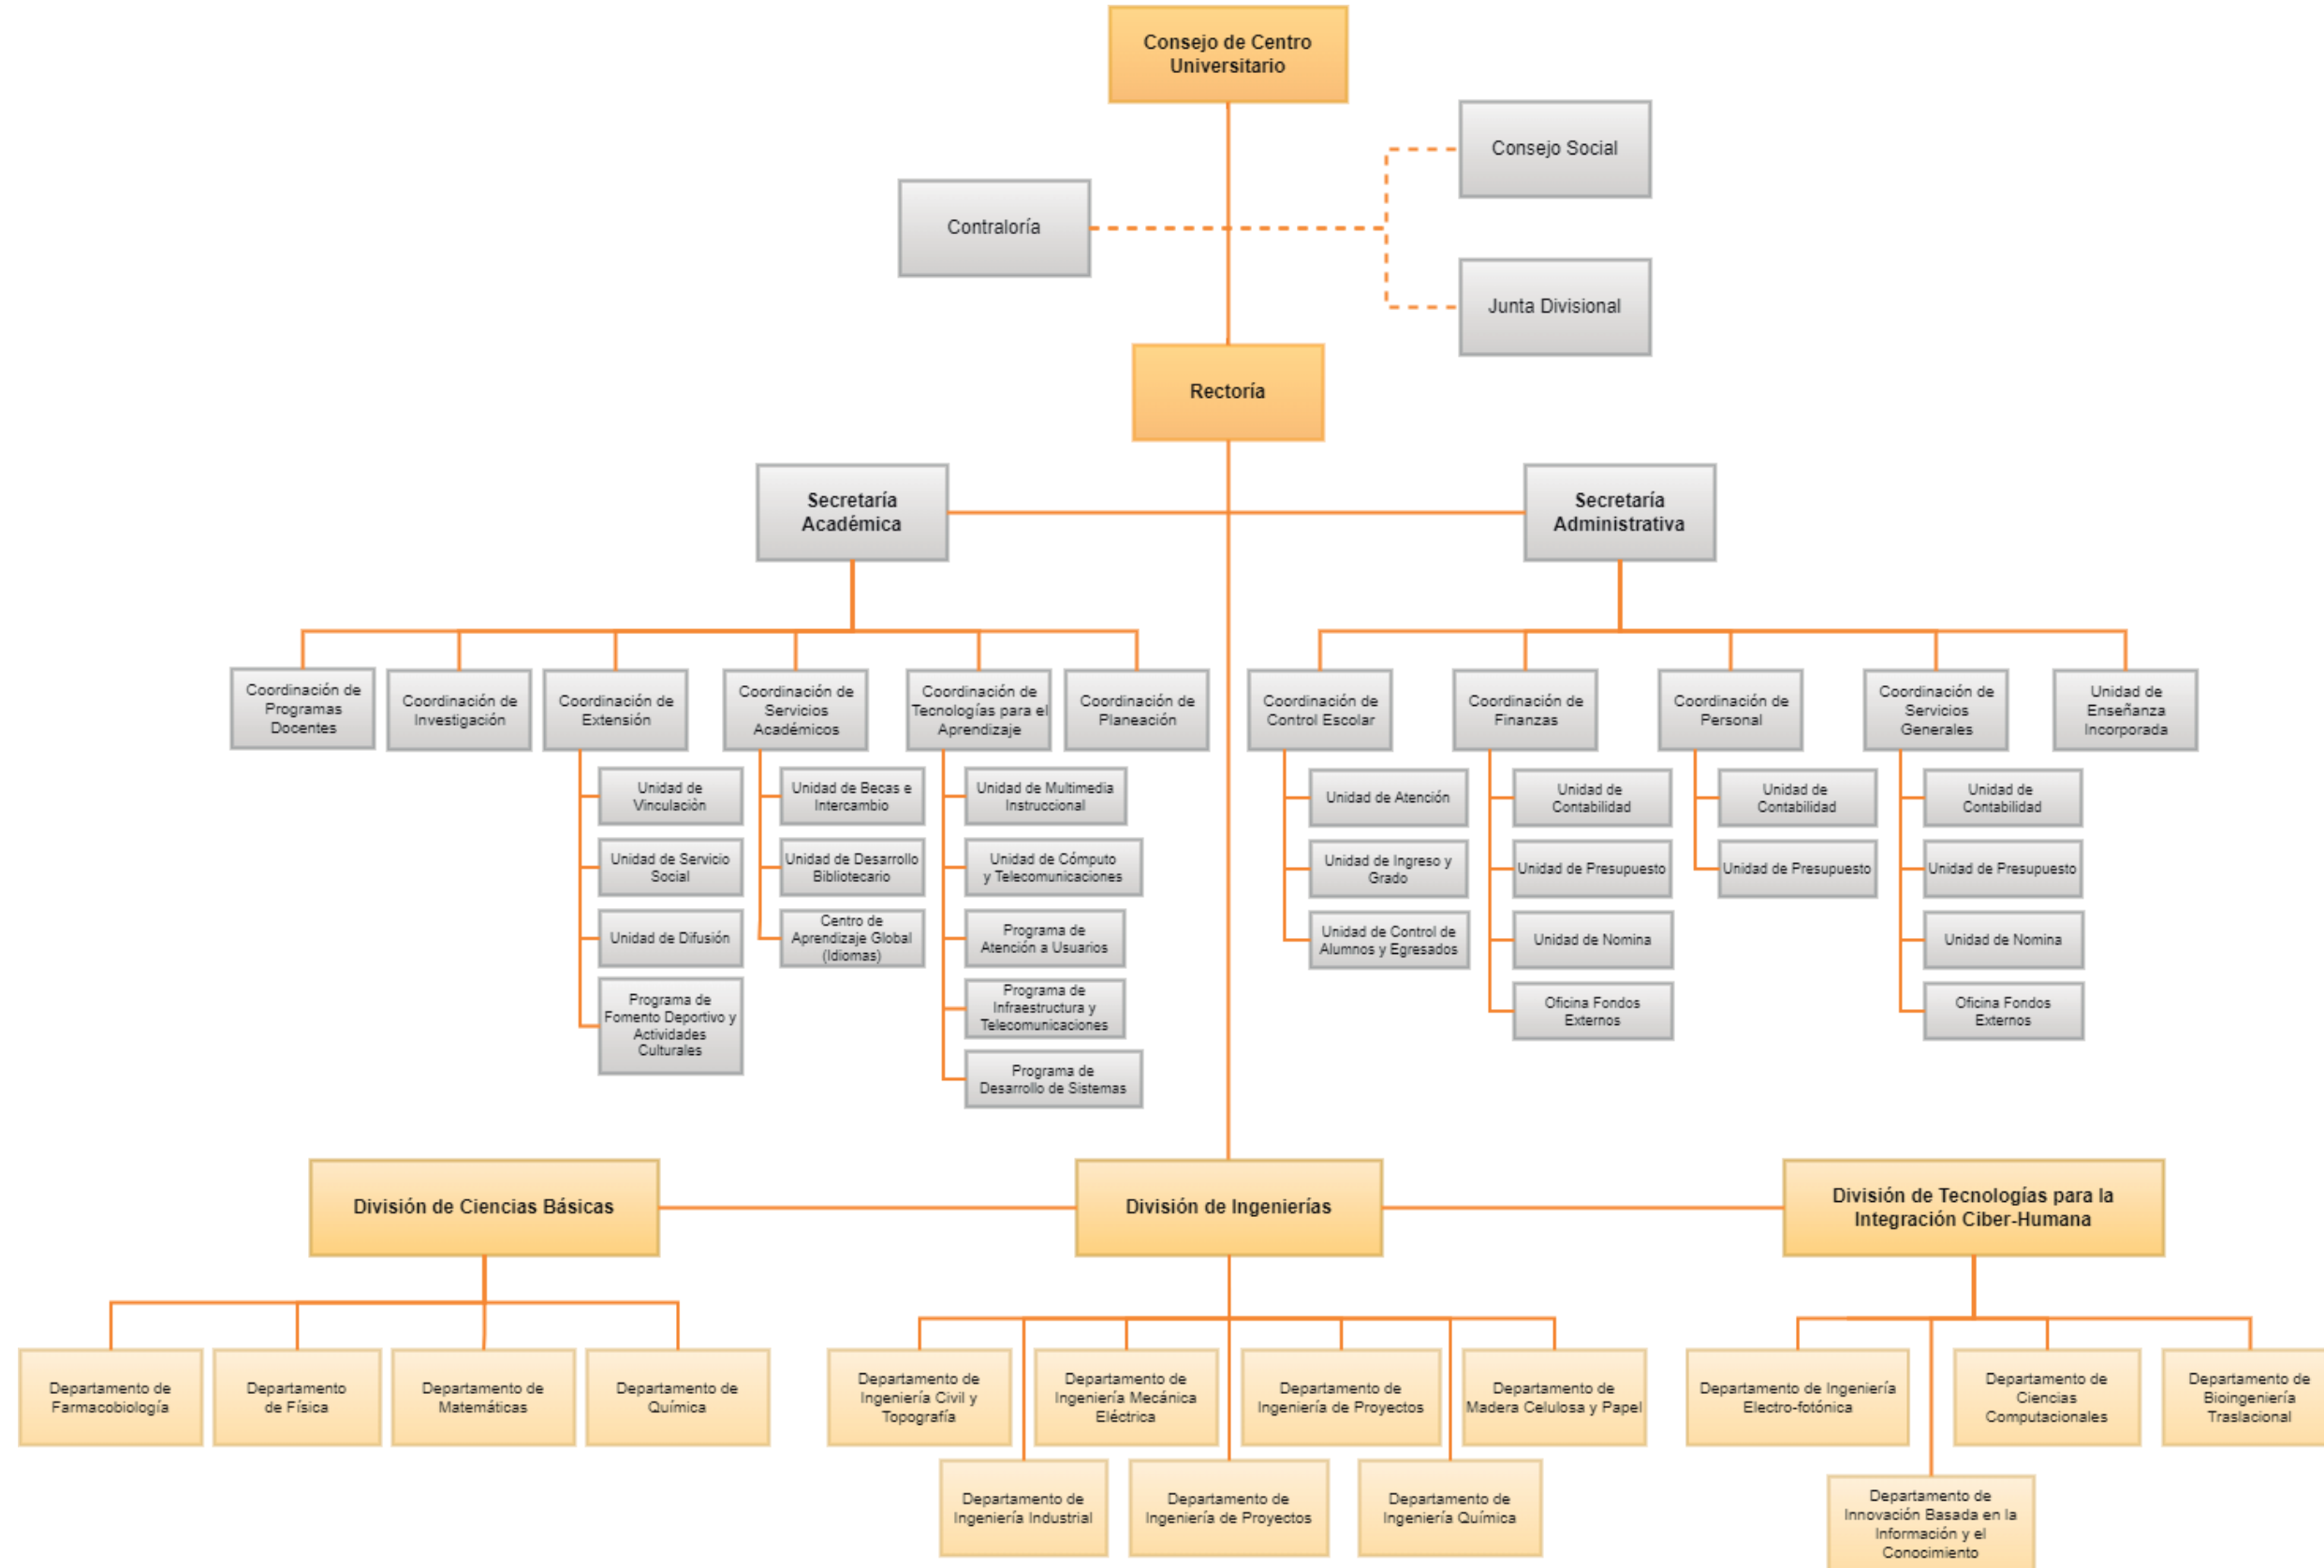 Consejo de Centro
Universitario
Consejo Social
Contraloría
Junta Divisional
Rectoría
Secretaría
Académica
Secretaría
Administrativa
Coordinación de
Programas
Docentes
Coordinación de
Investigación
Coordinación de
Extensión
Coordinación de
Servicios
Académicos
Coordinación de
Tecnologías para el
Aprendizaje
Coordinación de
Planeación
Coordinación de
Control Escolar
Coordinación de
Finanzas
Coordinación de
Personal
Coordinación de
Servicios
Generales
Unidad de
Enseñanza
Incorporada
Unidad de
Vinculaciòn
Unidad de Servicio
Social
Unidad de Difusión
Programa de
Fomento Deportivo y
Actividades
Culturales
Unidad de Becas e
Intercambio
Unidad de Desarrollo
Bibliotecario
Centro de
Aprendizaje Global
(Idiomas)
Unidad de Multimedia
Instruccional
Unidad de Cómputo
y Telecomunicaciones
Programa de
Atención a Usuarios
Programa de
Infraestructura y
Telecomunicaciones
Programa de
Desarrollo de Sistemas
Unidad de Atención
Unidad de Ingreso y
Grado
Unidad de Control de
Alumnos y Egresados
Unidad de
Contabilidad
Unidad de Presupuesto
Unidad de Nomina
Oficina Fondos
Externos
Unidad de
Contabilidad
Unidad de Presupuesto
Unidad de
Contabilidad
Unidad de Presupuesto
Unidad de Nomina
Oficina Fondos
Externos
División de Ciencias Básicas
División de Ingenierías
División de Tecnologías para la
Integración Ciber-Humana
Departamento de
Farmacobiología
Departamento
de Física
Departamento de
Matemáticas
Departamento de
Química
Departamento de
Ingeniería Civil y
Topografía
Departamento de
Ingeniería Mecánica
Eléctrica
Departamento de
Ingeniería de Proyectos
Departamento de
Madera Celulosa y Papel
Departamento de
Ingeniería Industrial
Departamento de
Ingeniería de Proyectos
Departamento de
Ingeniería Química
Departamento de Ingeniería
Electro-fotónica
Departamento de
Ciencias
Computacionales
Departamento de
Bioingeniería
Traslacional
Departamento de
Innovación Basada en la
Información y el
Conocimiento